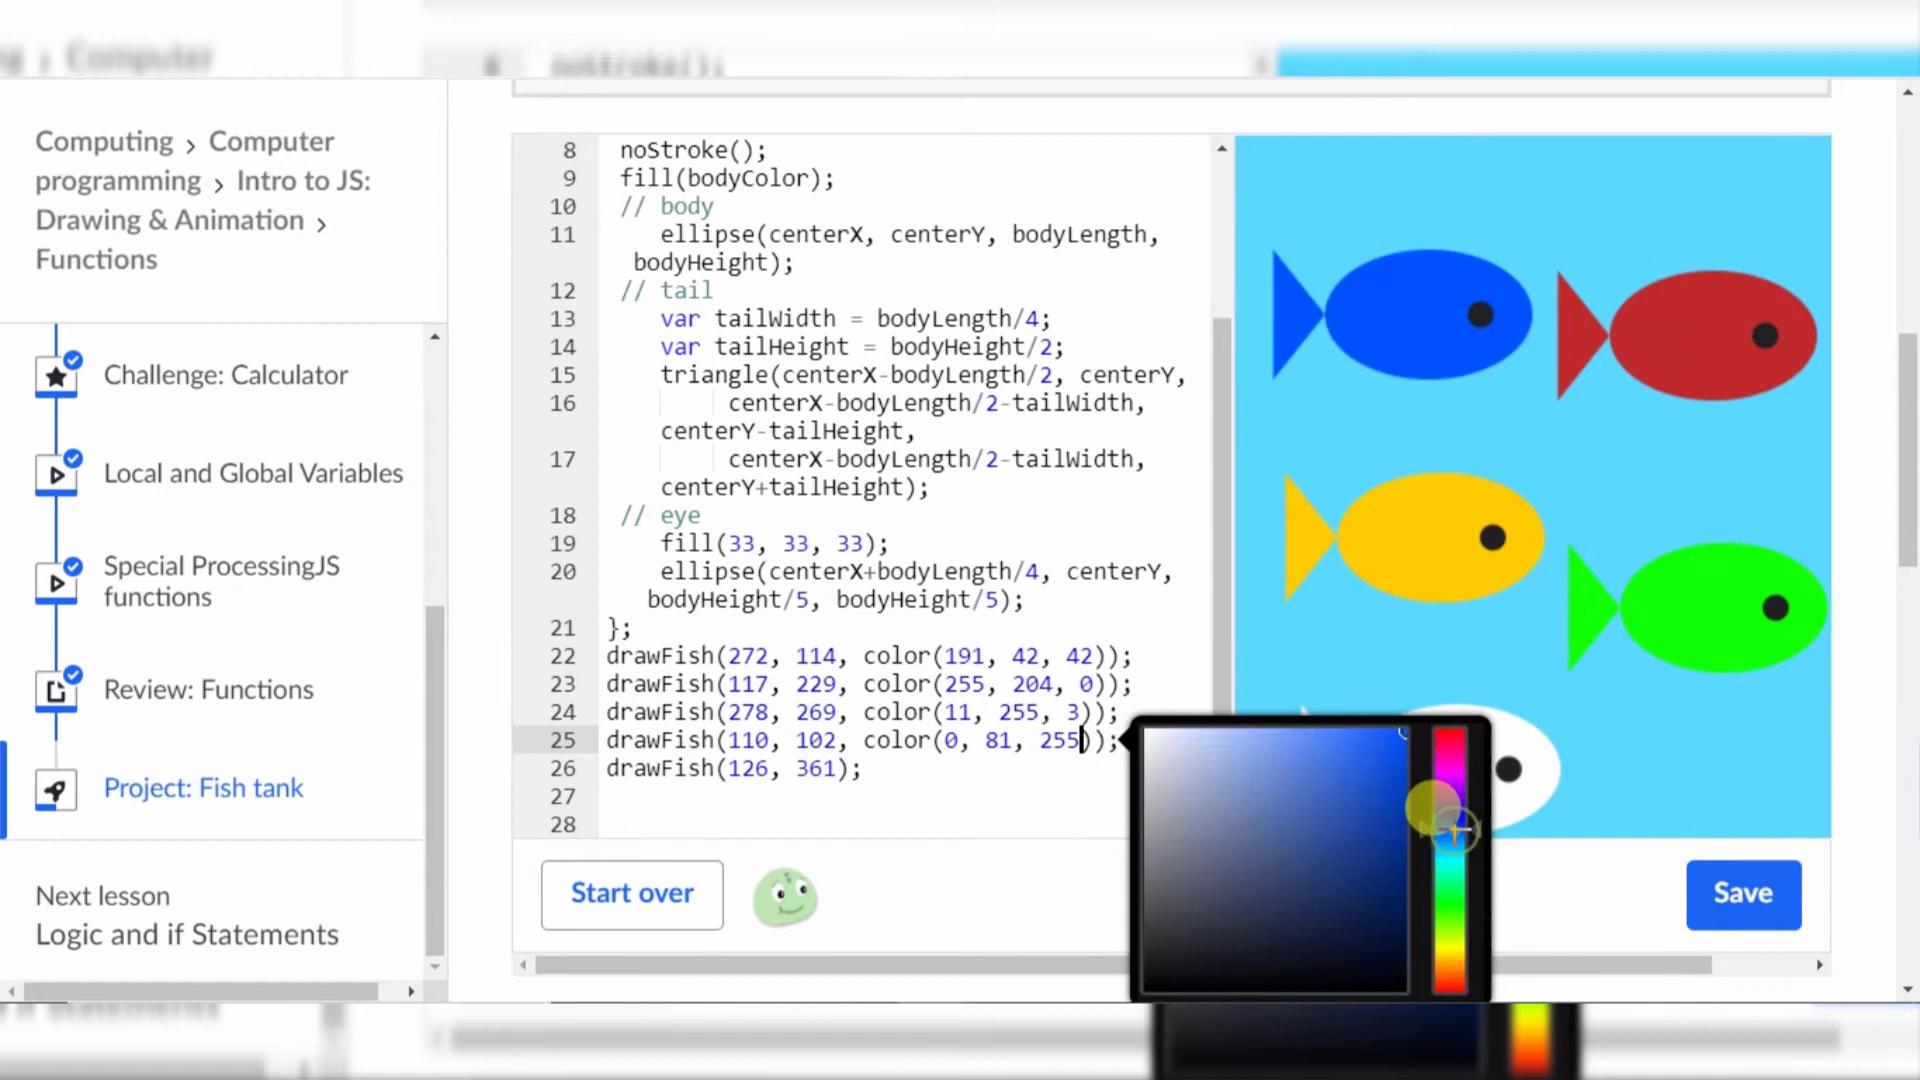 Computer
noStroke();
Computing > Computer
programming > Intro to JS:
Drawing & Animation >
Functions
Challenge: Calculator
Local and Global Variables
Special ProcessingJS
functions
Review: Functions
Project: Fish tank
Next lesson
Logic and if Statements
8 noStroke();
9 fill(bodyColor);
10 // body
11 ellipse(centerX, centerY, bodyLength,
bodyHeight);
12 // tail
13 var tailWidth = bodyLength/4;
14 var tailHeight = bodyHeight/2;
15 triangle(centerX-bodyLength/2, centerY,
16 centerX-bodyLength/2-tailWidth,
centerY-tailHeight,
17 centerX-bodyLength/2-tailWidth,
centerY+tailHeight);
18 // eye
19 fill(33, 33, 33);
20 ellipse(centerX+bodyLength/4, centerY,
bodyHeight/5, bodyHeight/5);
21 };
22 drawFish(272, 114, color(191, 42, 42));
23 drawFish(117, 229, color(255, 204, 0));
24 drawFish(278, 269, color(11, 255, 3));
25 drawFish(110, 102, color(0, 81, 255));
26 drawFish(126, 361);
27
28
Start over
Save